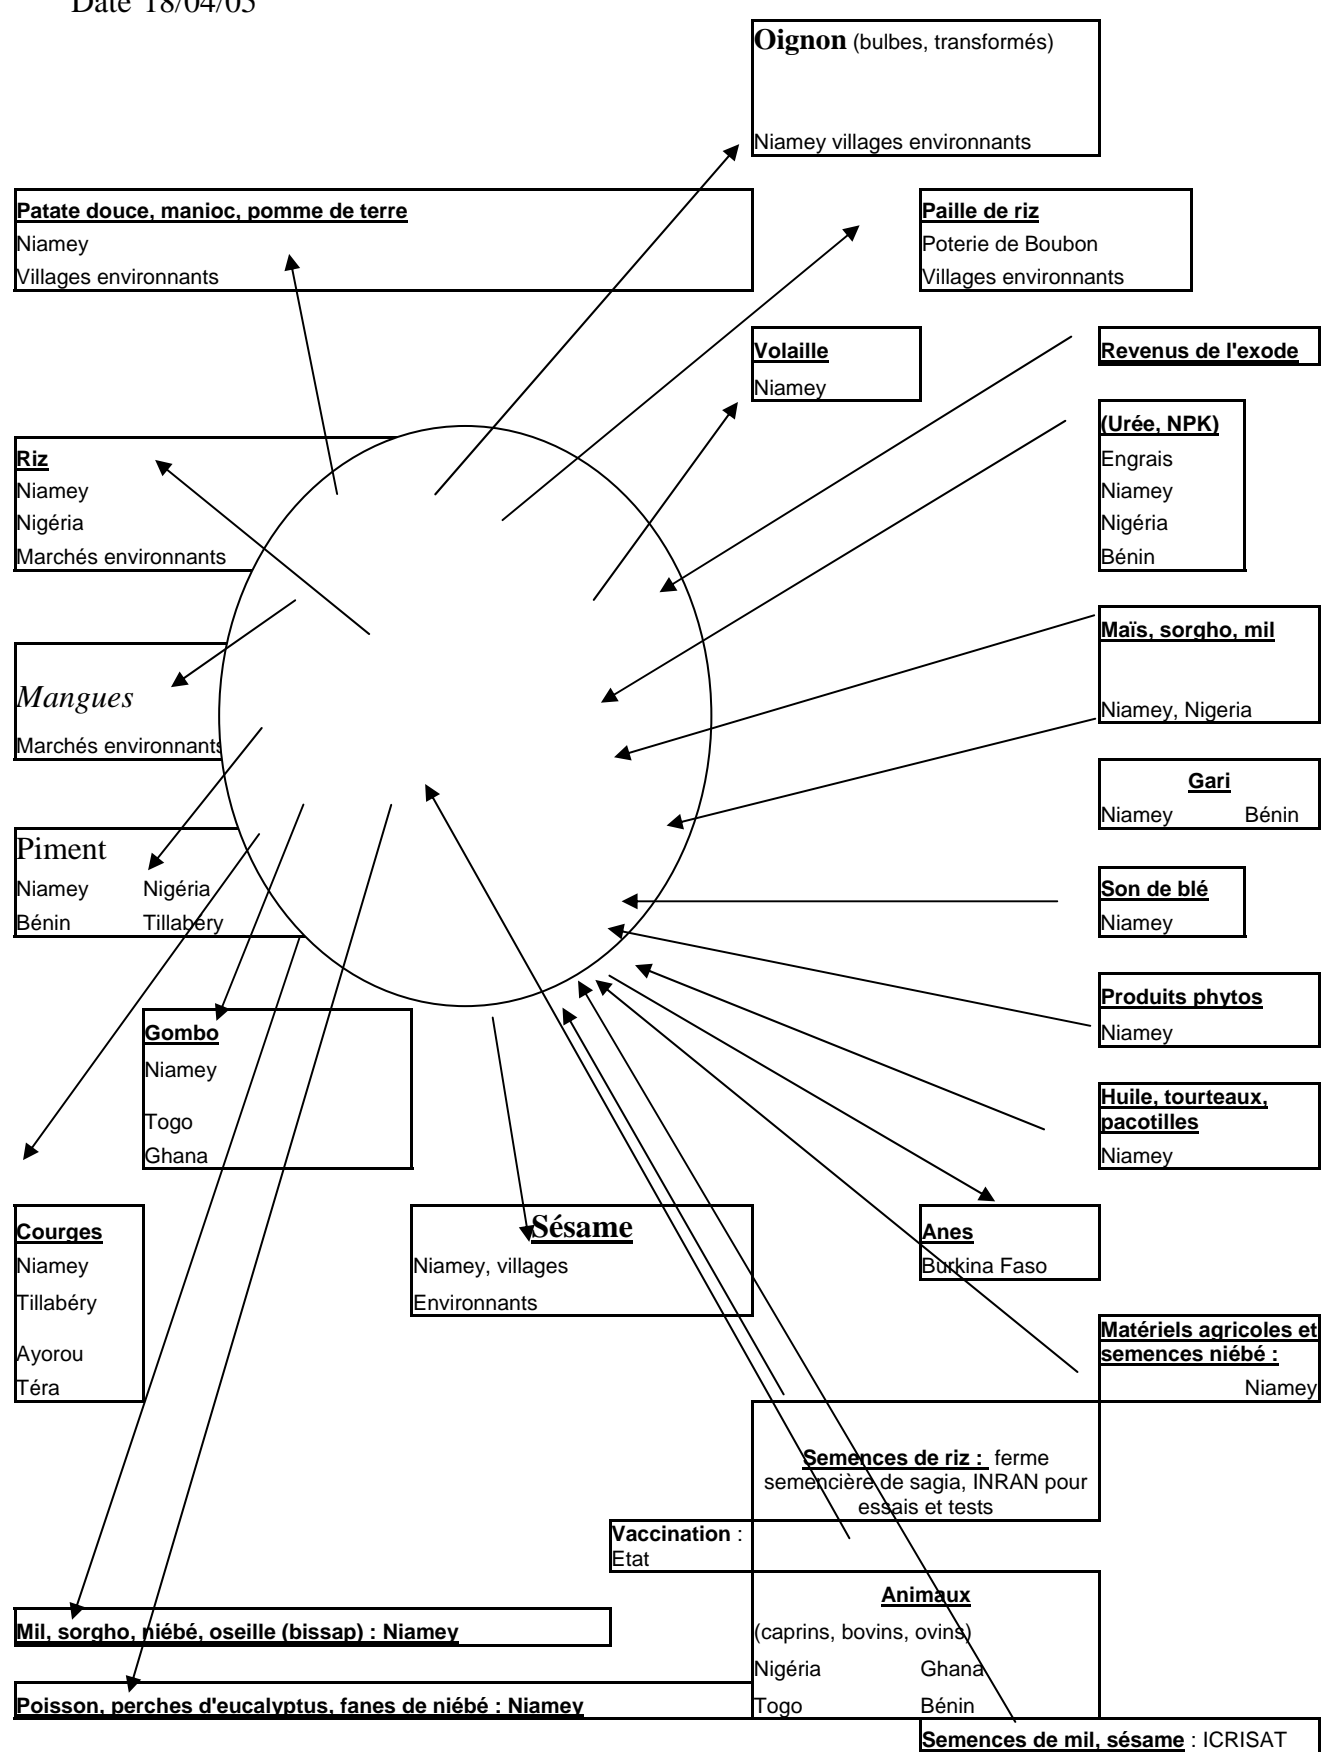 Date 18/04/05
Oignon (bulbes, transformés)
Niamey villages environnants
Patate douce, manioc, pomme de terre
Niamey
Villages environnants
Paille de riz
Poterie de Boubon
Villages environnants
Volaille
Niamey
Revenus de l'exode
(Urée, NPK)
Engrais
Niamey
Nigéria
Bénin
Riz
Niamey
Nigéria
Marchés environnants
Maïs, sorgho, mil
Niamey, Nigeria
Mangues
Marchés environnants
Gari
Niamey Bénin
Piment
Niamey Nigéria
Bénin Tillabéry
Son de blé
Niamey
Produits phytos
Niamey
Gombo
Niamey
Togo
Ghana
Huile, tourteaux,
pacotilles
Niamey
Courges
Niamey
Tillabéry
Ayorou
Téra
Sésame
Niamey, villages
Environnants
Anes
Burkina Faso
Matériels agricoles et
semences niébé :
Niamey
Semences de riz : ferme
semencière de sagia, INRAN pour
essais et tests
Vaccination :
Etat
Animaux
(caprins, bovins, ovins)
Nigéria Ghana
Togo Bénin
Mil, sorgho, niébé, oseille (bissap) : Niamey
Poisson, perches d'eucalyptus, fanes de niébé : Niamey
Semences de mil, sésame : ICRISAT